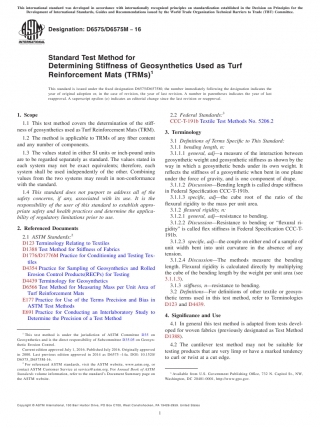 This international standard was developed in accordance with internationally recognized principles on standardization established in the Decision on Principles for the
Development of International Standards, Guides and Recommendations issued by the World Trade Organization Technical Barriers to Trade (TBT) Committee.
Designation: D6575/D6575M – 16
Standard Test Method for
Determining Stiffness of Geosynthetics Used as Turf
Reinforcement Mats (TRMs)1
This standard is issued under the fixed designation D6575/D6575M; the number immediately following the designation indicates the
year of original adoption or, in the case of revision, the year of last revision. A number in parentheses indicates the year of last
reapproval. A superscript epsilon (ε) indicates an editorial change since the last revision or reapproval.
1. Scope
1.1 This test method covers the determination of the stiff-
ness of geosynthetics used as Turf Reinforcement Mats (TRM).
1.2 The method is applicable to TRMs of any fiber content
and any number of components.
1.3 The values stated in either SI units or inch-pound units
are to be regarded separately as standard. The values stated in
each system may not be exact equivalents; therefore, each
system shall be used independently of the other. Combining
values from the two systems may result in non-conformance
with the standard.
1.4 This standard does not purport to address all of the
safety concerns, if any, associated with its use. It is the
responsibility of the user of this standard to establish appro-
priate safety and health practices and determine the applica-
bility of regulatory limitations prior to use.
2. Referenced Documents
2.1 ASTM Standards:2
D123 Terminology Relating to Textiles
D1388 Test Method for Stiffness of Fabrics
D1776/D1776M Practice for Conditioning and Testing Tex-
tiles
D4354 Practice for Sampling of Geosynthetics and Rolled
Erosion Control Products(RECPs) for Testing
D4439 Terminology for Geosynthetics
D6566 Test Method for Measuring Mass per Unit Area of
Turf Reinforcement Mats
E177 Practice for Use of the Terms Precision and Bias in
ASTM Test Methods
E691 Practice for Conducting an Interlaboratory Study to
Determine the Precision of a Test Method
1 This test method is under the jurisdiction of ASTM Committee D35 on
Geosynthetics and is the direct responsibility of Subcommittee D35.05 on Geosyn-
thetic Erosion Control.
Current edition approved July 1, 2016. Published July 2016. Originally approved
in 2000. Last previous edition approved in 2014 as D6575
2 For referenced ASTM standards, visit the ASTM website, www.astm.org, or
contact ASTM Customer Service at service@astm.org. For Annual Book of ASTM
Standards volume information, refer to the standard's Document Summary page on
the ASTM website.
2.2 Federal Standards:3
CCC-T-191b Textile Test Methods No. 5206.2
3. Terminology
3.1 Definitions of Terms Specific to This Standard:
3.1.1 bending length, n—
3.1.1.1 general, adj—a measure of the interaction between
geosynthetic weight and geosynthetic stiffness as shown by the
way in which a geosynthetic bends under its own weight. It
reflects the stiffness of a geosynthetic when bent in one plane
under the force of gravity, and is one component of drape.
3.1.1.2 Discussion—Bending length is called drape stiffness
in Federal Specification CCC-T-191b.
3.1.1.3 specific, adj—the cube root of the ratio of the
flexural rigidity to the mass per unit area.
3.1.2 flexural rigidity, n—
3.1.2.1 general, adj—resistance to bending.
3.1.2.2 Discussion—Resistance to bending or “flexural ri-
gidity” is called flex stiffness in Federal Specification CCC-T-
191b.
3.1.2.3 specific, adj—the couple on either end of a sample of
unit width bent into unit curvature in the absence of any
tension.
3.1.2.4 Discussion—The methods measure the bending
length. Flexural rigidity is calculated directly by multiplying
the cube of the bending length by the weight per unit area (see
3.1.1.3).
3.1.3 stiffness, n—resistance to bending.
3.2 Definitions—For definitions of other textile or geosyn-
thetic terms used in this test method, refer to Terminologies
D123 and D4439.
4. Significance and Use
4.1 In general this method is adapted from tests devel-
oped for woven fabrics (previously designated as Test Method
D1388).
4.2 The cantilever test method may not be suitable for
testing products that are very limp or have a marked tendency
to curl or twist at a cut edge.
3 Available from U.S. Government Printing Office, 732 N. Capitol St., NW,
Washington, DC 20401-0001, http://www.gpo.gov.
Copyright © ASTM International, 100 Barr Harbor Drive, PO Box C700, West Conshohocken, PA 19428-2959. United States
1